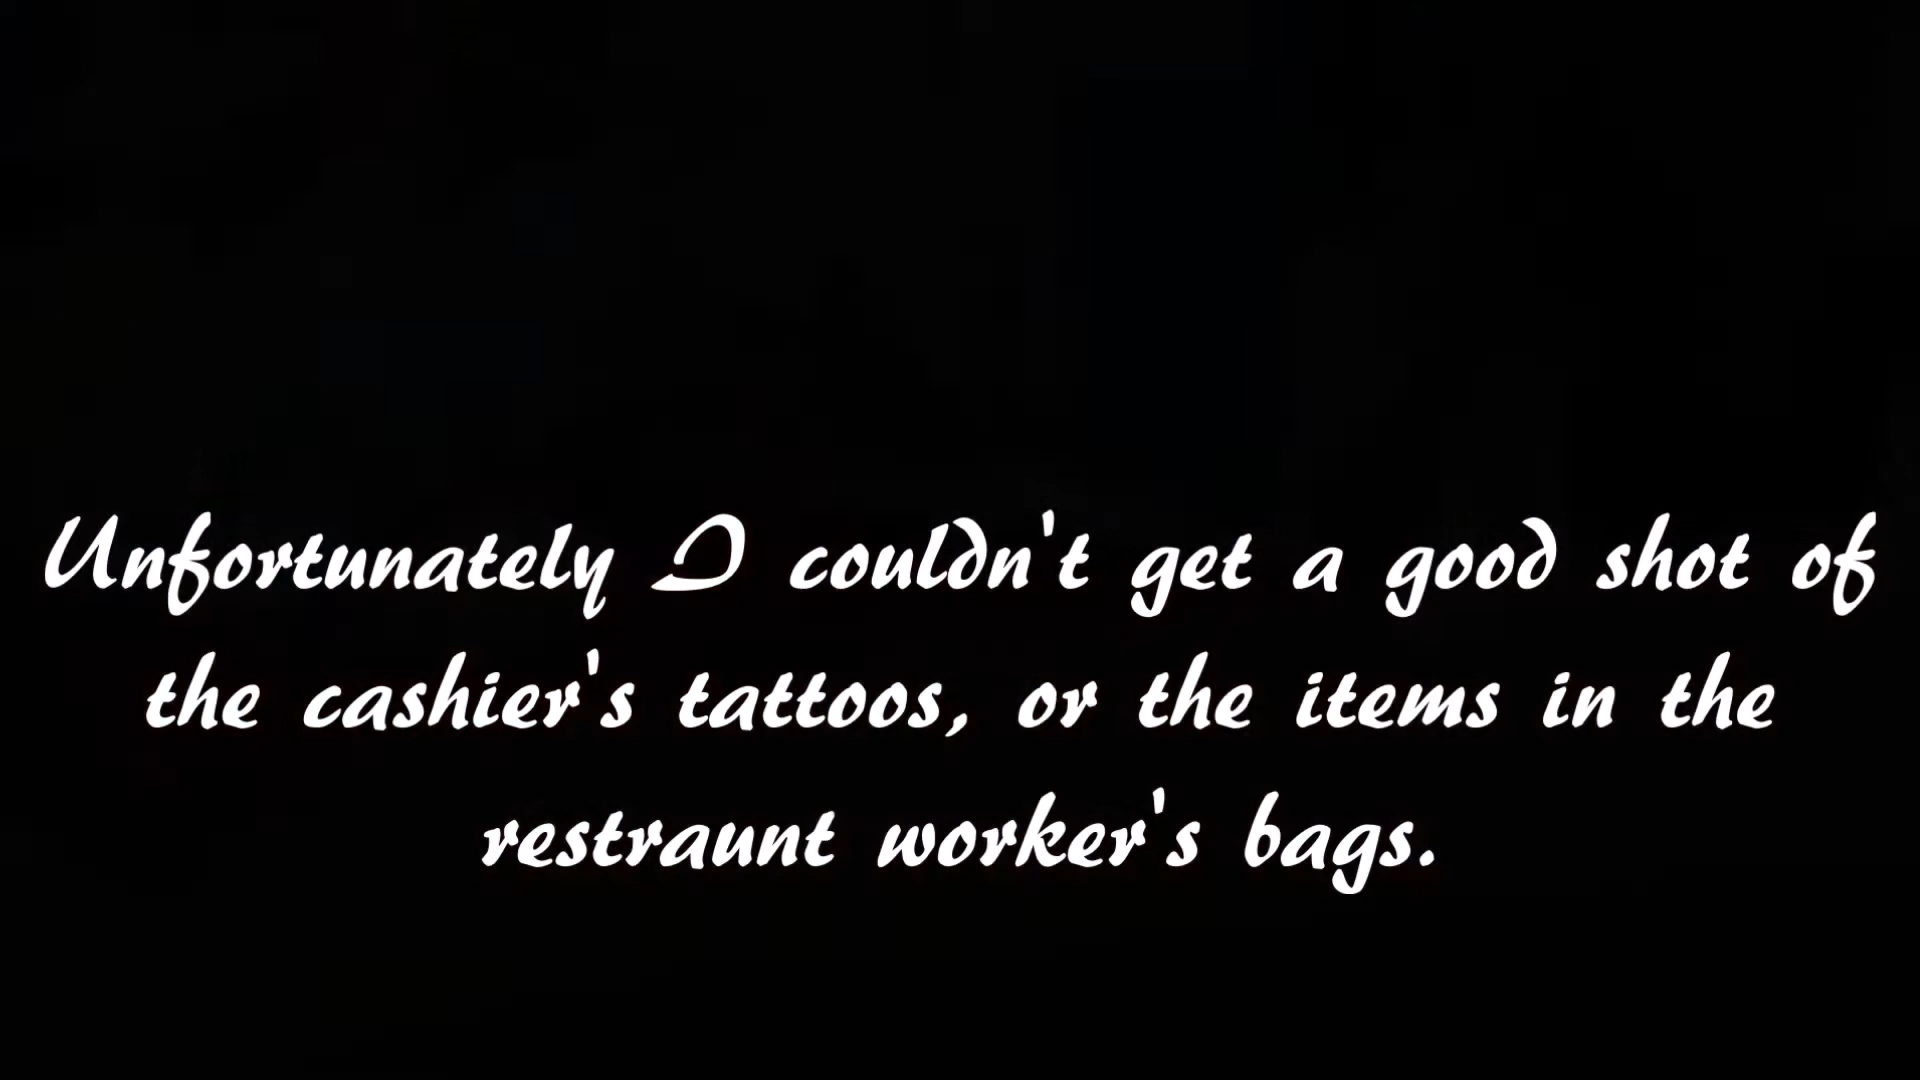 Unfortunately I couldn't get a good shot of
the cashier's tattoos, or the items in the
restraunt worker's bags.